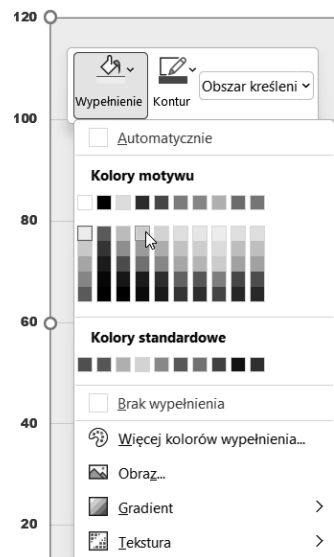 120
Wypełnienie Kontur Obszar kreśleni
100
Automatycznie
Kolory motywu
80
60
Kolory standardowe
Brak wypełnienia
40
Więcej kolorów wypełnienia...
Obraz...
Gradient
20
Tekstura